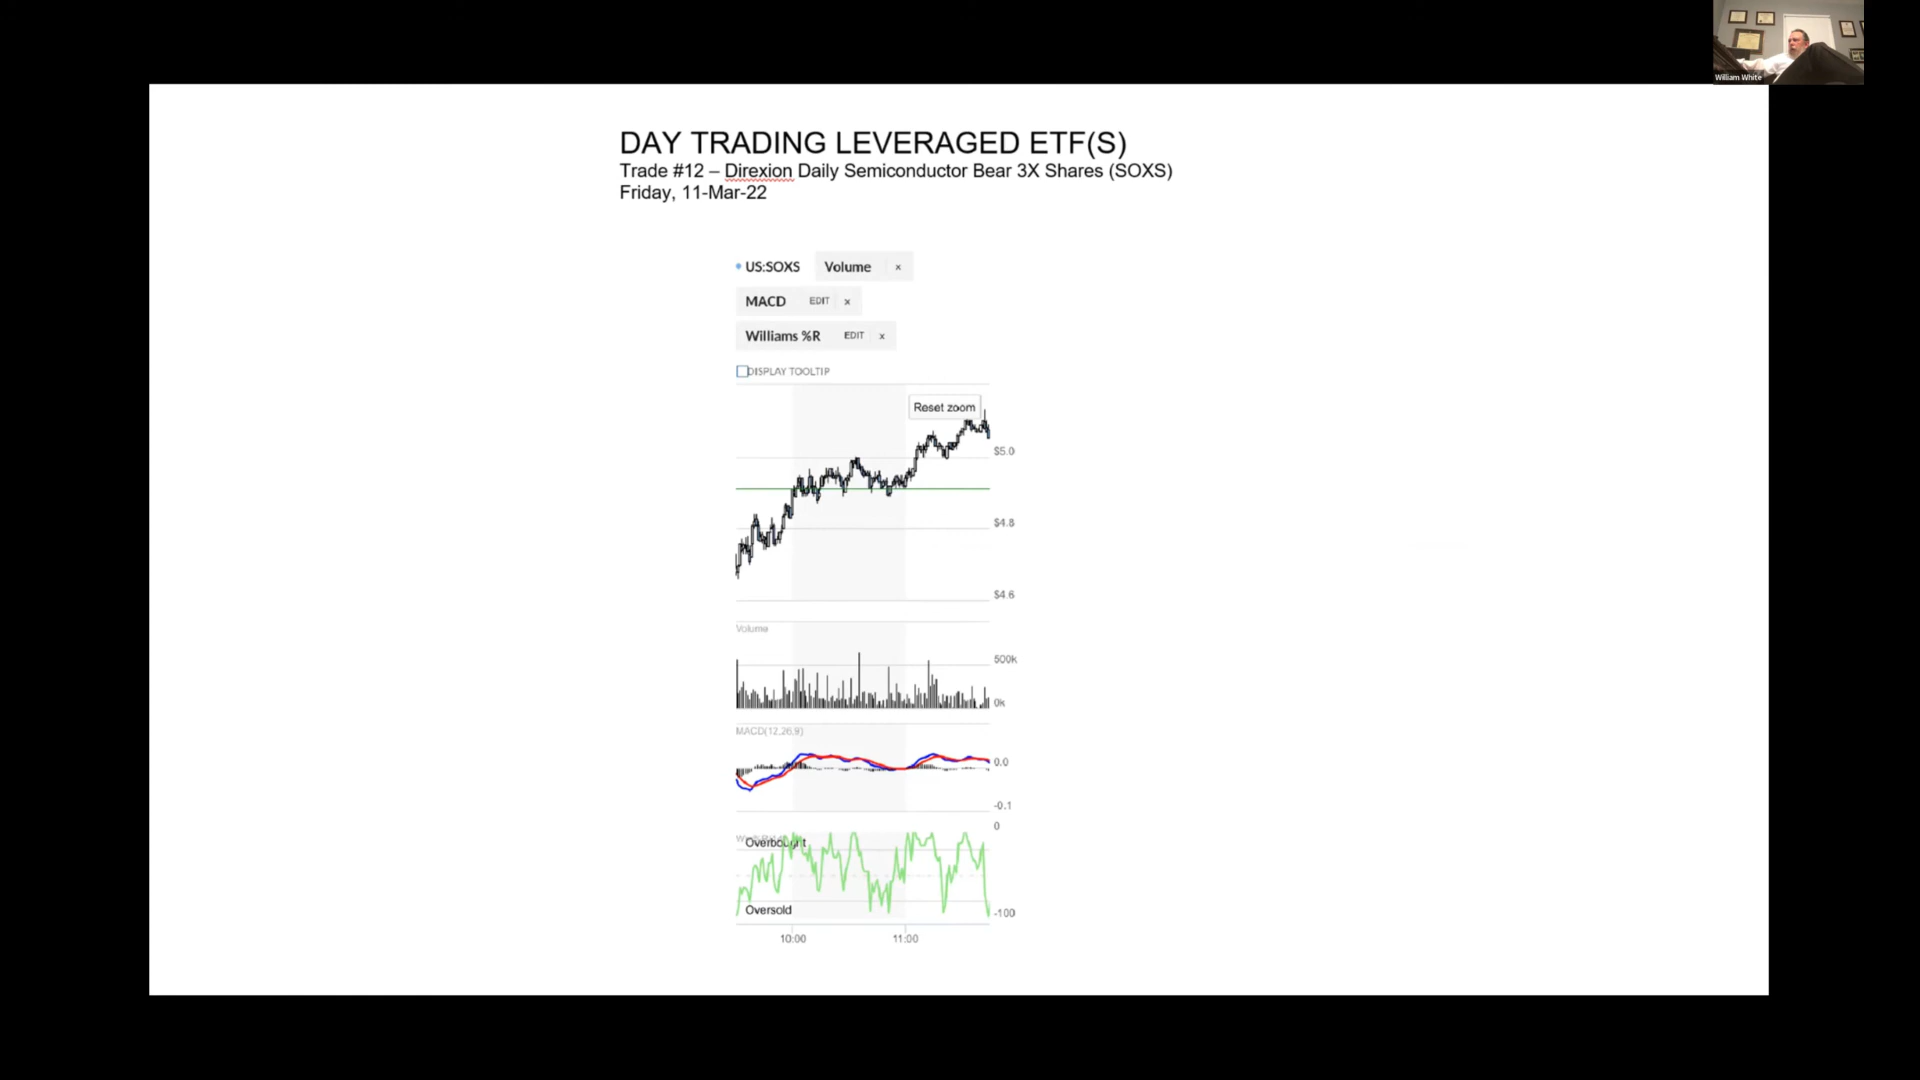 William White
DAY TRADING LEVERAGED ETF(S)
Trade #12 – Direxion Daily Semiconductor Bear 3X Shares (SOXS)
Friday, 11-Mar-22
US:SOXS Volume x
MACD EDIT x
Williams %R EDIT x
DISPLAY TOOLTIP
Reset zoom
$5.0
$4.8
$4.6
Volume
500k
0k
MACD(12,26,9)
0.0
-0.1
0
Overbought
Oversold
-100
10:00 11:00